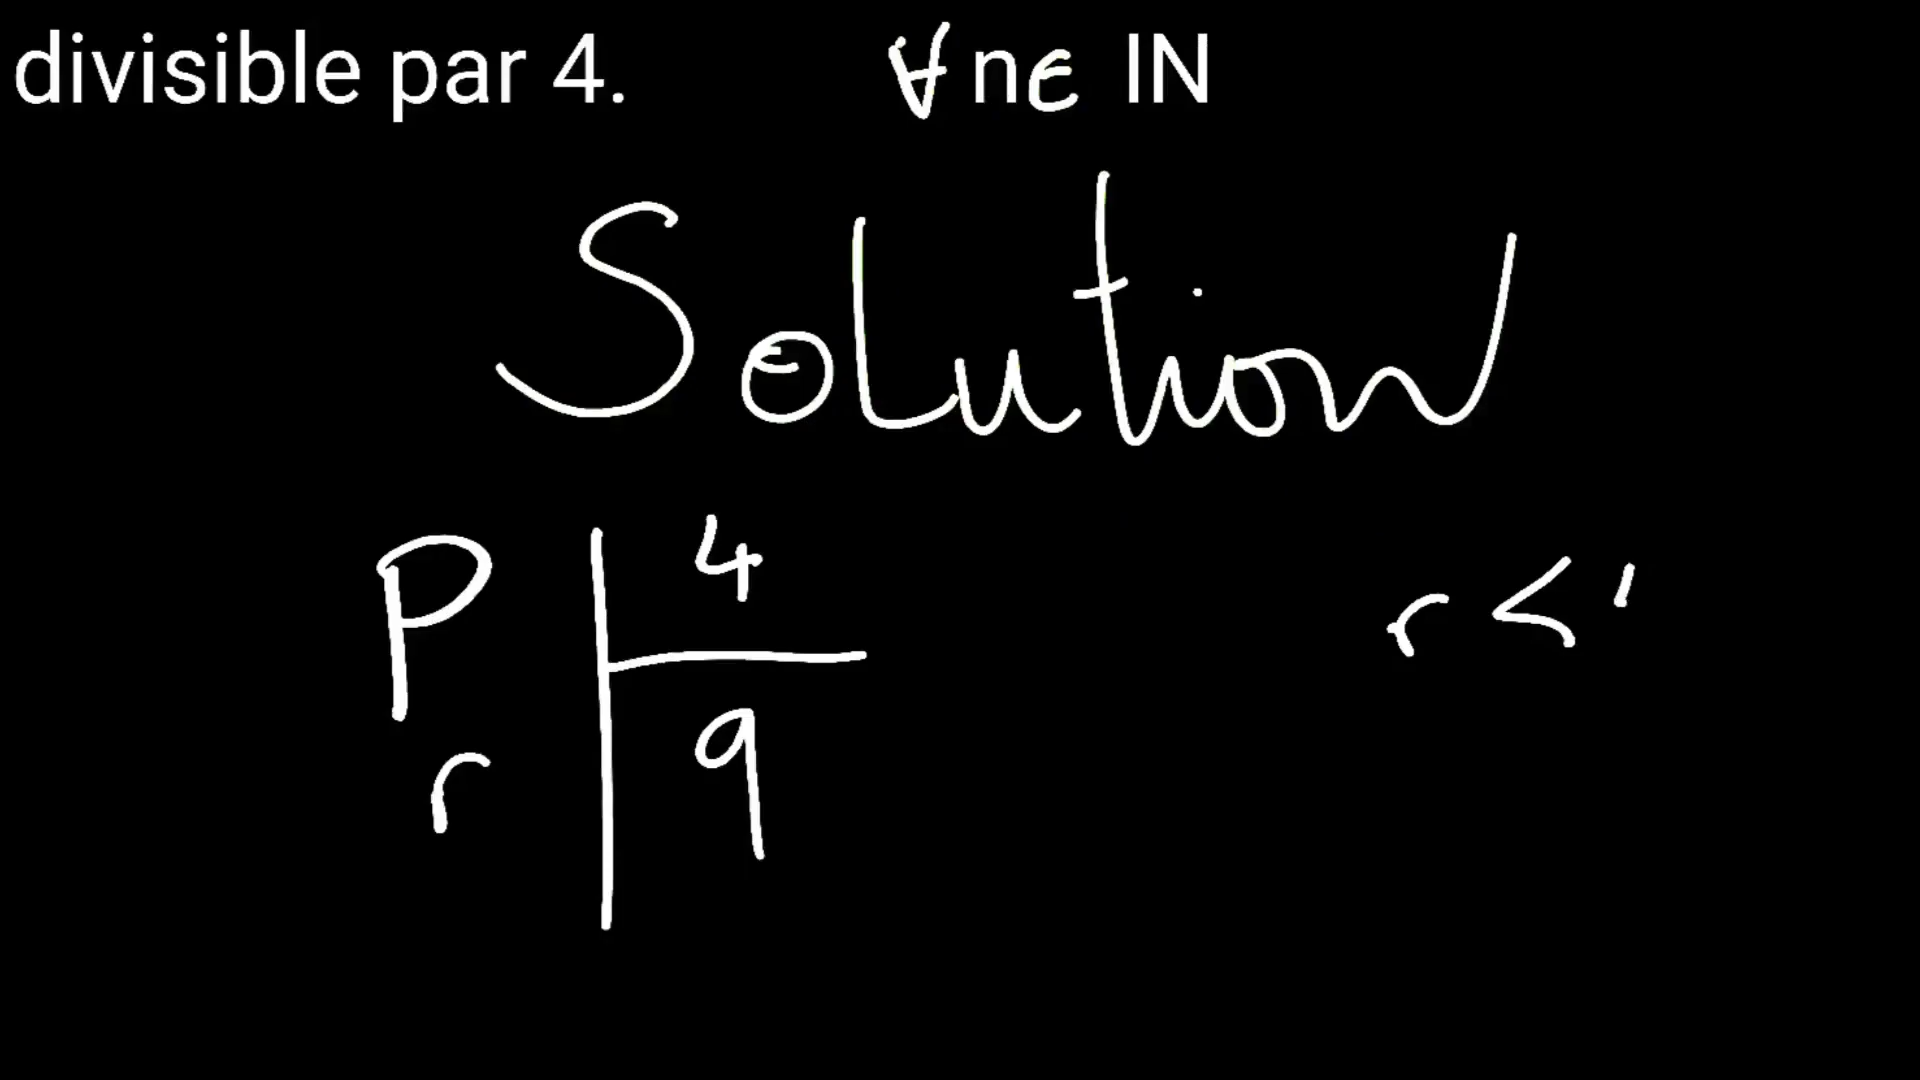 divisible par 4. ∀ n ∈ IN
Solution
P 4 r <
r q